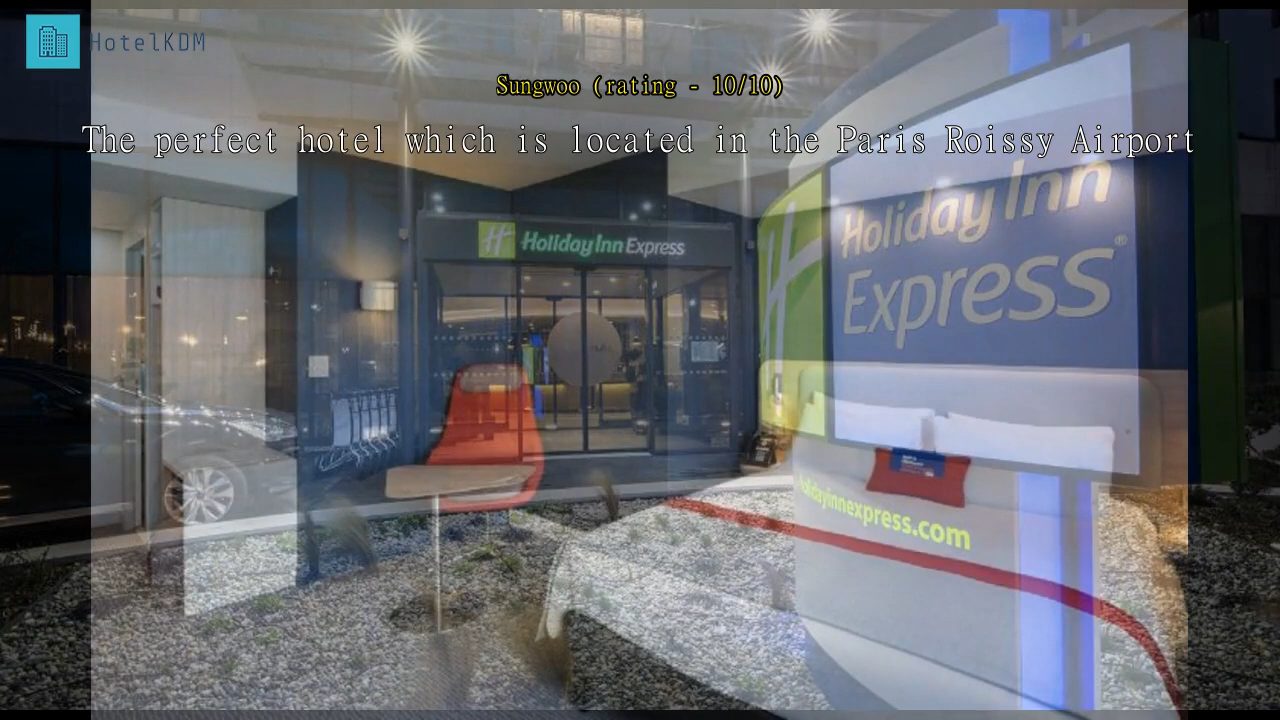 HotelKDM
Sungwoo (rating - 10/10)
The perfect hotel which is located in the Paris Roissy Airport
Holiday Inn
Express®
Holiday Inn Express
holidayinnexpress.com